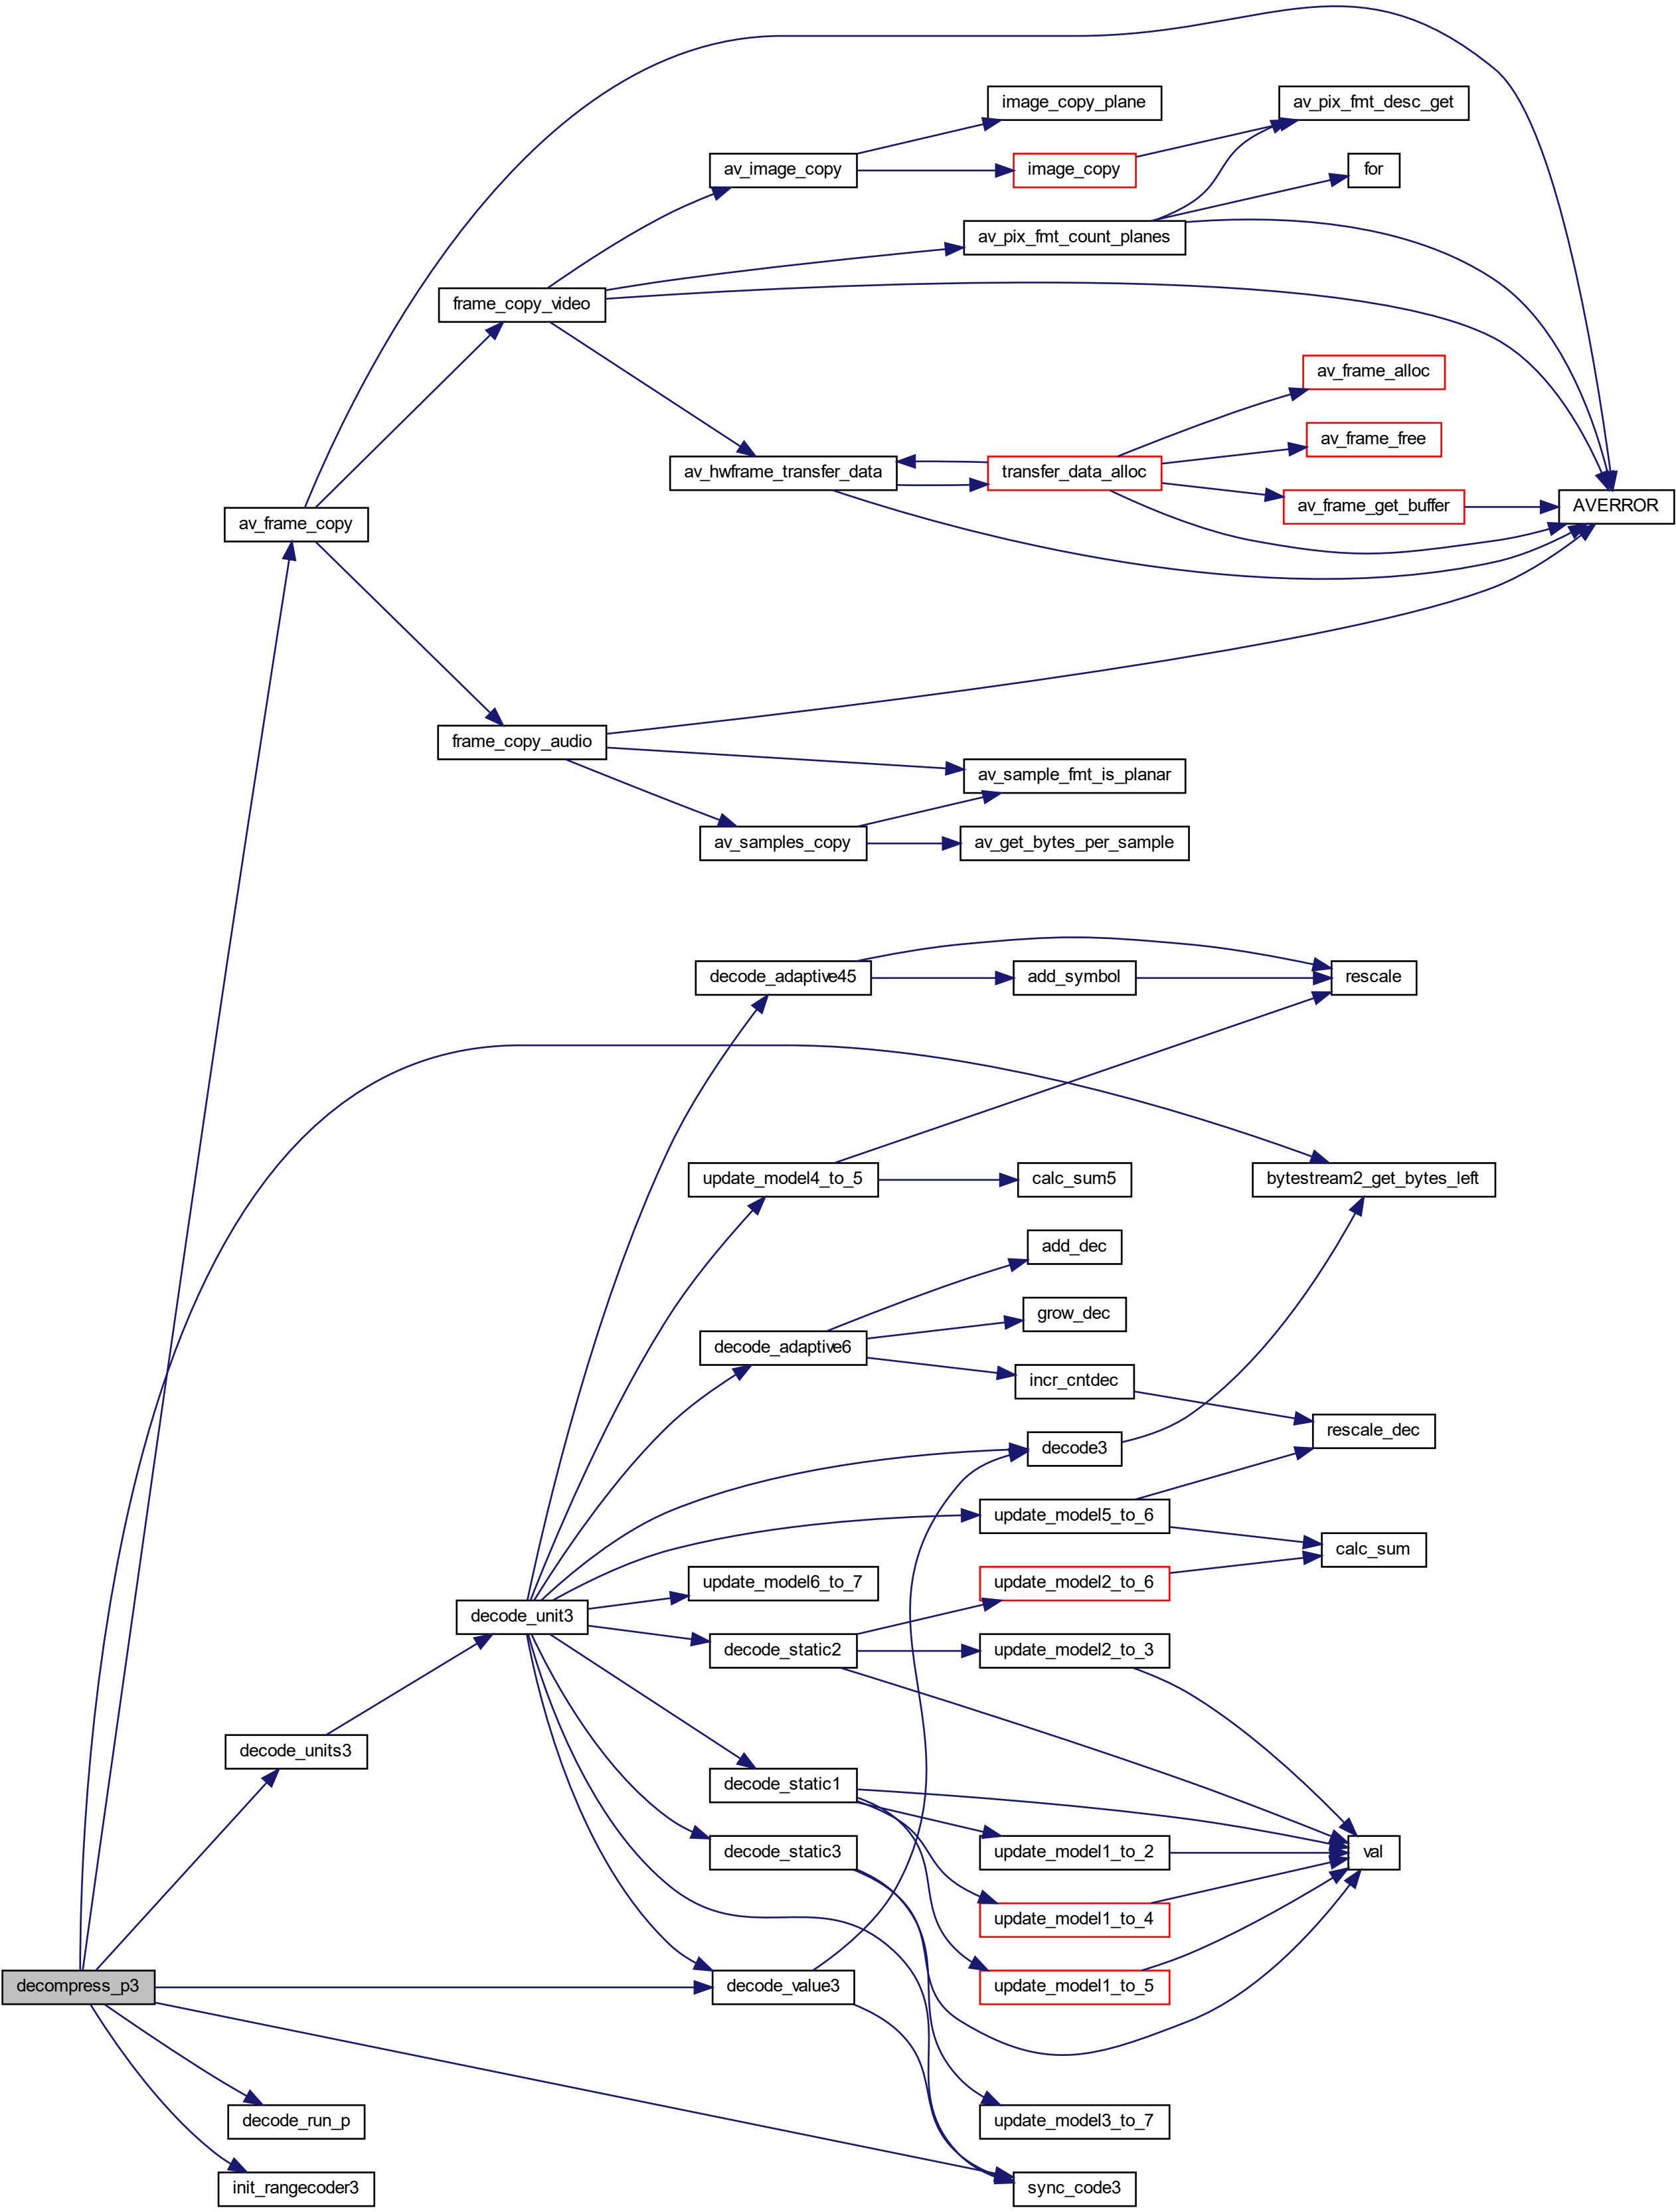 image_copy_plane
av_pix_fmt_desc_get
av_image_copy
image_copy
for
av_pix_fmt_count_planes
frame_copy_video
av_frame_alloc
av_frame_free
av_hwframe_transfer_data
transfer_data_alloc
av_frame_get_buffer
AVERROR
av_frame_copy
frame_copy_audio
av_sample_fmt_is_planar
av_samples_copy
av_get_bytes_per_sample
decode_adaptive45
add_symbol
rescale
update_model4_to_5
calc_sum5
bytestream2_get_bytes_left
add_dec
grow_dec
decode_adaptive6
incr_cntdec
rescale_dec
decode3
update_model5_to_6
calc_sum
update_model6_to_7
update_model2_to_6
decode_unit3
decode_static2
update_model2_to_3
decode_units3
decode_static1
decode_static3
update_model1_to_2
val
update_model1_to_4
decompress_p3
decode_value3
update_model1_to_5
decode_run_p
update_model3_to_7
init_rangecoder3
sync_code3